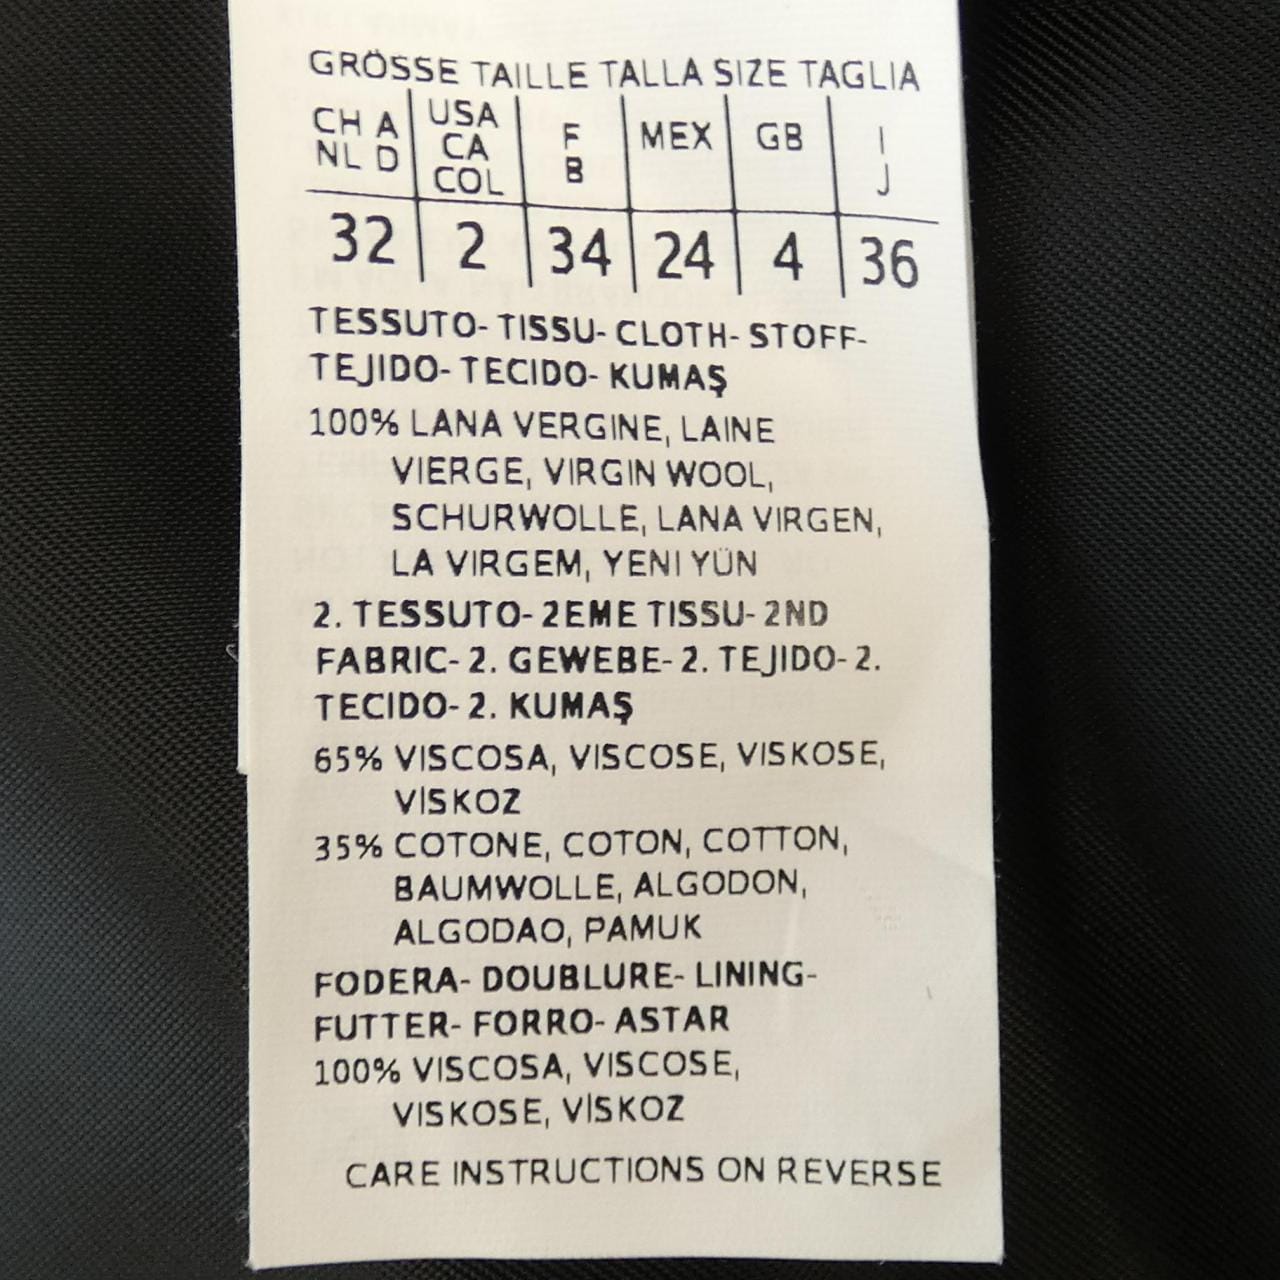 GRÖSSE TAILLE TALLA SIZE TAGLIA
CH A
NL D
USA
CA
COL
F
B
MEX
GB
I
J
32 2 34 24 4 36
TESSUTO- TISSU- CLOTH- STOFF-
TEJIDO- TECIDO- KUMAŞ
100% LANA VERGINE, LAINE
VIERGE, VIRGIN WOOL,
SCHURWOLLE, LANA VIRGEN,
LA VIRGEM, YENI YÜN
2. TESSUTO- 2EME TISSU- 2ND
FABRIC- 2. GEWEBE- 2. TEJIDO- 2.
TECIDO- 2. KUMAŞ
65% VISCOSA, VISCOSE, VISKOSE,
VİSKOZ
35% COTONE, COTON, COTTON,
BAUMWOLLE, ALGODON,
ALGODAO, PAMUK
FODERA- DOUBLURE- LINING-
FUTTER- FORRO- ASTAR
100% VISCOSA, VISCOSE,
VISKOSE, VİSKOZ
CARE INSTRUCTIONS ON REVERSE